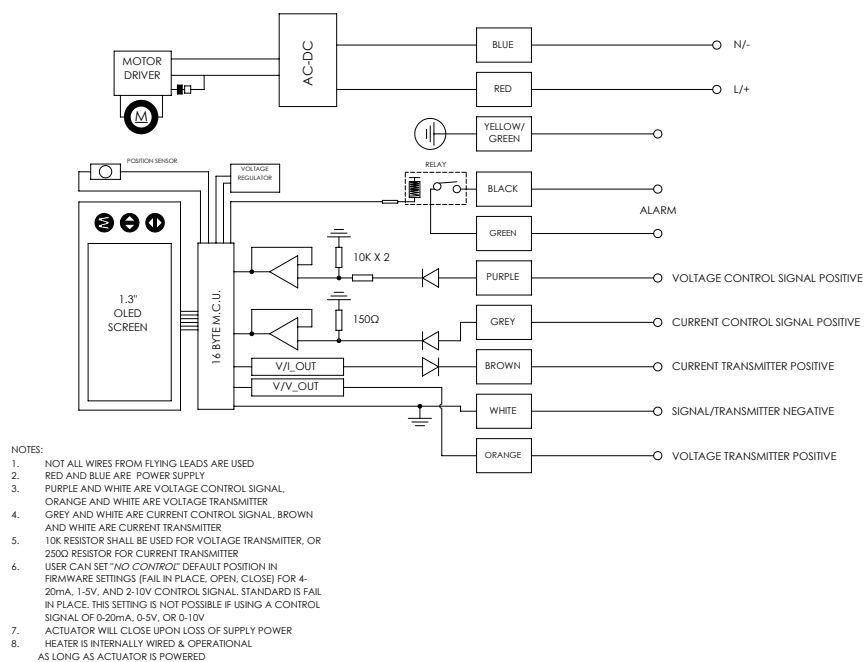 BLUE
N/-
AC-DC
MOTOR
DRIVER
RED
L/+
M
YELLOW/
GREEN
POSITION SENSOR
VOLTAGE
REGULATOR
RELAY
BLACK
ALARM
GREEN
10K X 2
PURPLE
VOLTAGE CONTROL SIGNAL POSITIVE
1.3"
OLED
SCREEN
16 BYTE M.C.U.
150Ω
GREY
CURRENT CONTROL SIGNAL POSITIVE
V/I_OUT
BROWN
CURRENT TRANSMITTER POSITIVE
V/V_OUT
WHITE
SIGNAL/TRANSMITTER NEGATIVE
ORANGE
VOLTAGE TRANSMITTER POSITIVE
NOTES:
1. NOT ALL WIRES FROM FLYING LEADS ARE USED
2. RED AND BLUE ARE POWER SUPPLY
3. PURPLE AND WHITE ARE VOLTAGE CONTROL SIGNAL,
ORANGE AND WHITE ARE VOLTAGE TRANSMITTER
4. GREY AND WHITE ARE CURRENT CONTROL SIGNAL, BROWN
AND WHITE ARE CURRENT TRANSMITTER
5. 10K RESISTOR SHALL BE USED FOR VOLTAGE TRANSMITTER, OR
250Ω RESISTOR FOR CURRENT TRANSMITTER
6. USER CAN SET "NO CONTROL" DEFAULT POSITION IN
FIRMWARE SETTINGS (FAIL IN PLACE, OPEN, CLOSE) FOR 4-
20mA, 1-5V, AND 2-10V CONTROL SIGNAL. STANDARD IS FAIL
IN PLACE. THIS SETTING IS NOT POSSIBLE IF USING A CONTROL
SIGNAL OF 0-20mA, 0-5V, OR 0-10V
7. ACTUATOR WILL CLOSE UPON LOSS OF SUPPLY POWER
8. HEATER IS INTERNALLY WIRED & OPERATIONAL
AS LONG AS ACTUATOR IS POWERED